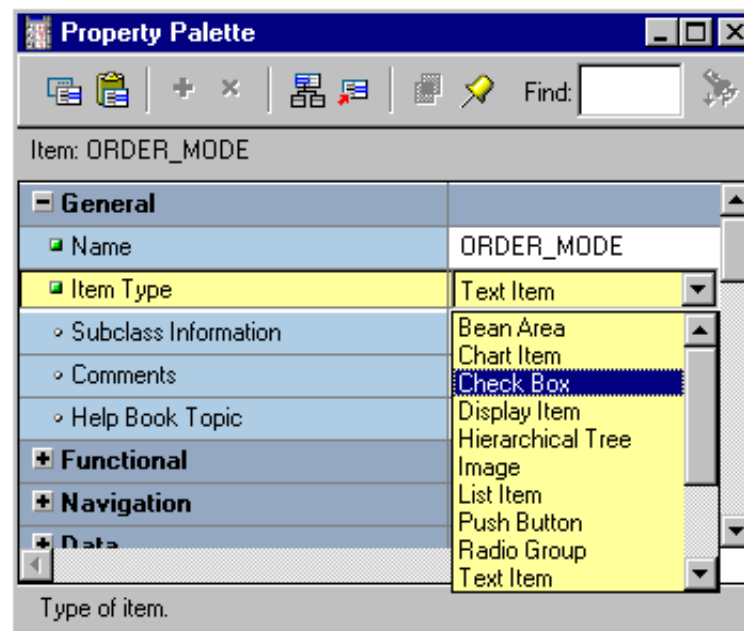 Property Palette
Find:
Item: ORDER_MODE
General
Name
ORDER_MODE
Item Type
Text Item
Subclass Information
Comments
Help Book Topic
Functional
Navigation
Data
Bean Area
Chart Item
Check Box
Display Item
Hierarchical Tree
Image
List Item
Push Button
Radio Group
Text Item
Type of item.